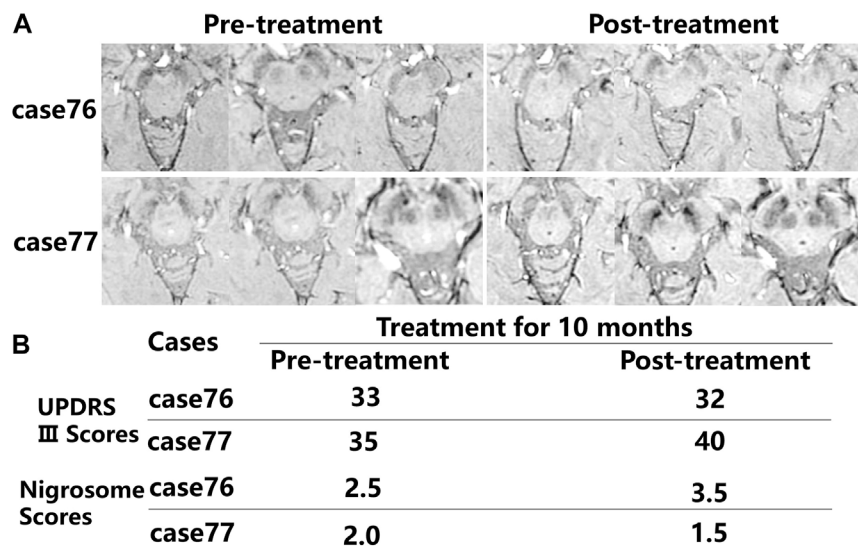 A Pre-treatment Post-treatment
case76
case77
B Cases Treatment for 10 months
Pre-treatment Post-treatment
UPDRS Ⅲ Scores case76 33 32
case77 35 40
Nigrosome Scores case76 2.5 3.5
case77 2.0 1.5